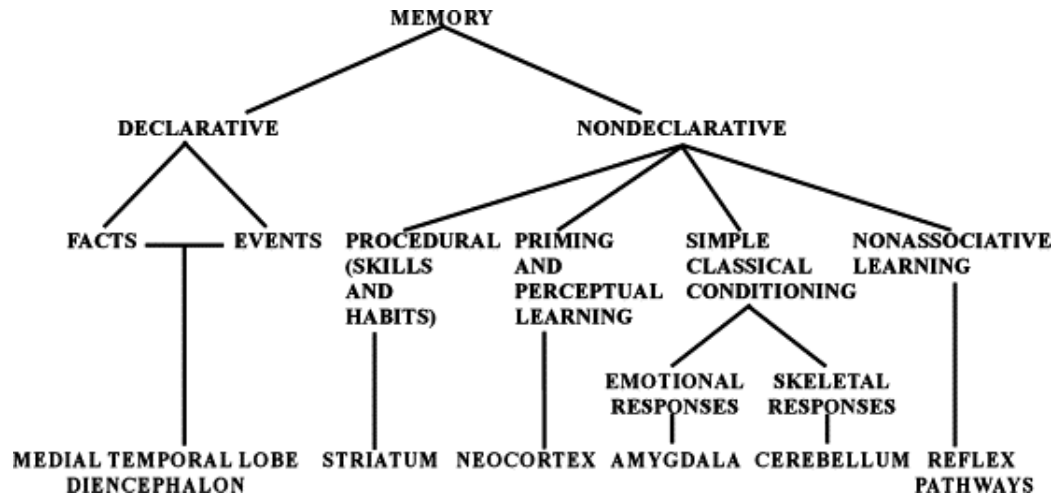 MEMORY
DECLARATIVE
NONDECLARATIVE
FACTS
EVENTS
PROCEDURAL
(SKILLS
AND
HABITS)
PRIMING
AND
PERCEPTUAL
LEARNING
SIMPLE
CLASSICAL
CONDITIONING
NONASSOCIATIVE
LEARNING
EMOTIONAL
RESPONSES
SKELETAL
RESPONSES
MEDIAL TEMPORAL LOBE
DIENCEPHALON
STRIATUM
NEOCORTEX
AMYGDALA
CEREBELLUM
REFLEX
PATHWAYS